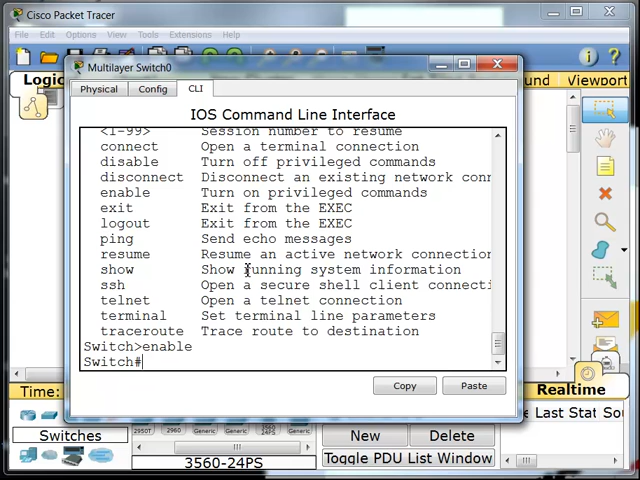 Cisco Packet Tracer
File Edit Options View Tools Extensions Help
Logic
und
Viewport
Multilayer Switch0
Physical Config CLI
IOS Command Line Interface
<1-99> Session number to resume
connect Open a terminal connection
disable Turn off privileged commands
disconnect Disconnect an existing network conn
enable Turn on privileged commands
exit Exit from the EXEC
logout Exit from the EXEC
ping Send echo messages
resume Resume an active network connection
show Show running system information
ssh Open a secure shell client connecti
telnet Open a telnet connection
terminal Set terminal line parameters
traceroute Trace route to destination
Switch>enable
Switch#
Copy Paste
Time:
Realtime
Last Stat Sou
Switches
2950T 2960 Generic Generic 3560-24PS Generic
3560-24PS
New Delete
Toggle PDU List Window